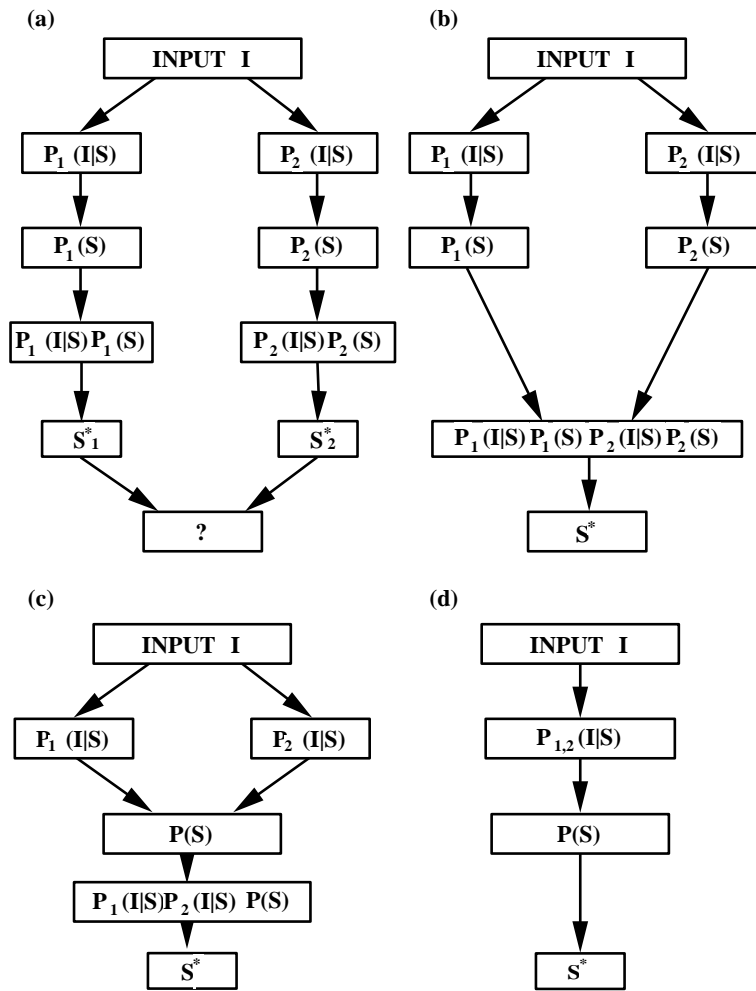 (a)
INPUT I
P₁ (I|S)
P₂ (I|S)
P₁(S)
P₂(S)
P₁ (I|S)P₁(S)
P₂(I|S)P₂(S)
S*₁
S*₂
?
(b)
INPUT I
P₁ (I|S)
P₂ (I|S)
P₁(S)
P₂(S)
P₁(I|S)P₁(S) P₂(I|S)P₂(S)
S*
(c)
INPUT I
P₁ (I|S)
P₂ (I|S)
P(S)
P₁(I|S)P₂(I|S) P(S)
S*
(d)
INPUT I
P₁,₂(I|S)
P(S)
S*